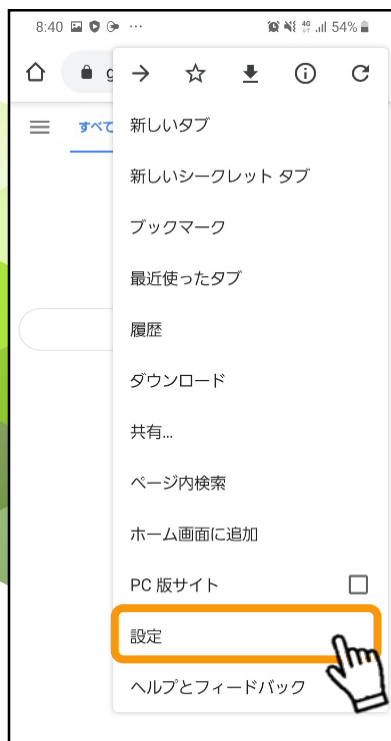 8:40 4G 54%
g
すべて
新しいタブ
新しいシークレット タブ
ブックマーク
最近使ったタブ
履歴
ダウンロード
共有...
ページ内検索
ホーム画面に追加
PC 版サイト
設定
ヘルプとフィードバック